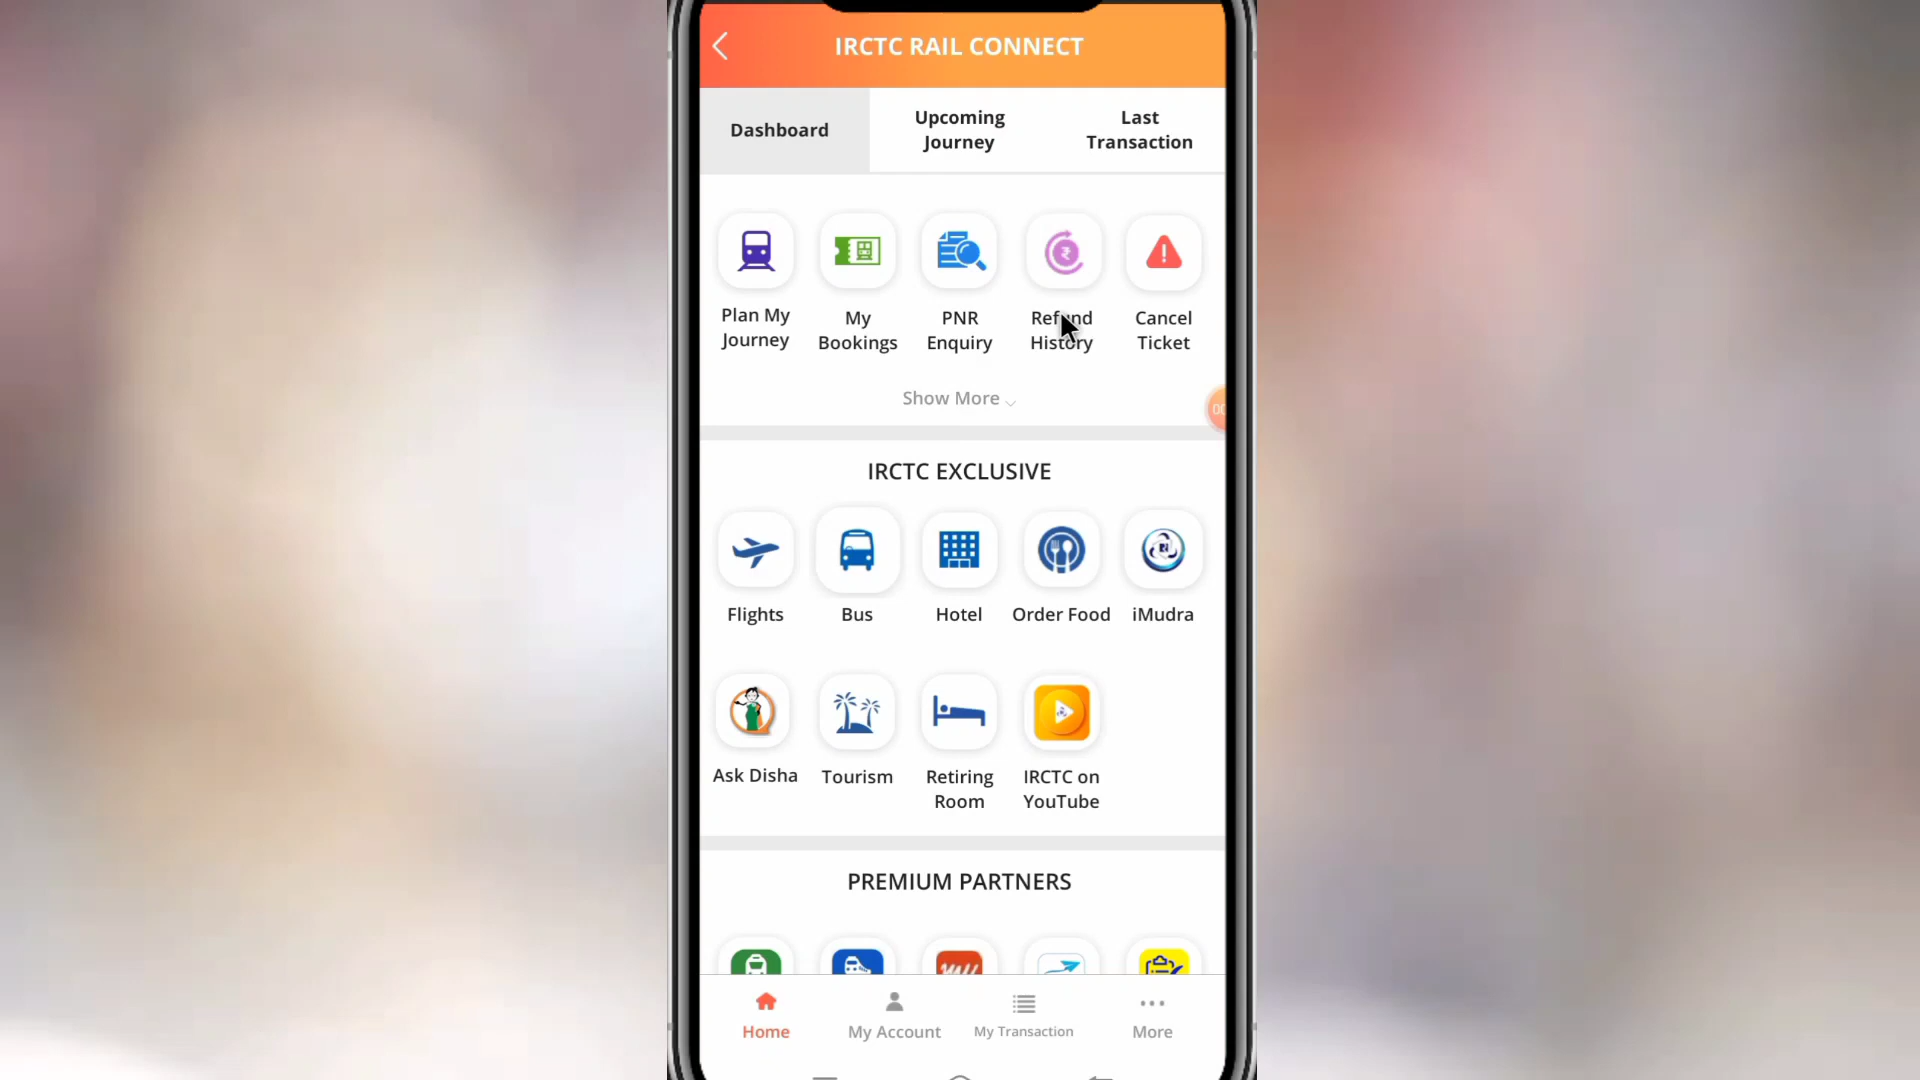 IRCTC RAIL CONNECT
Dashboard
Upcoming
Journey
Last
Transaction
Plan My
Journey
My
Bookings
PNR
Enquiry
Refund
History
Cancel
Ticket
Show More
00
IRCTC EXCLUSIVE
Flights
Bus
Hotel
Order Food
iMudra
Ask Disha
Tourism
Retiring
Room
IRCTC on
YouTube
PREMIUM PARTNERS
Home
My Account
My Transaction
More